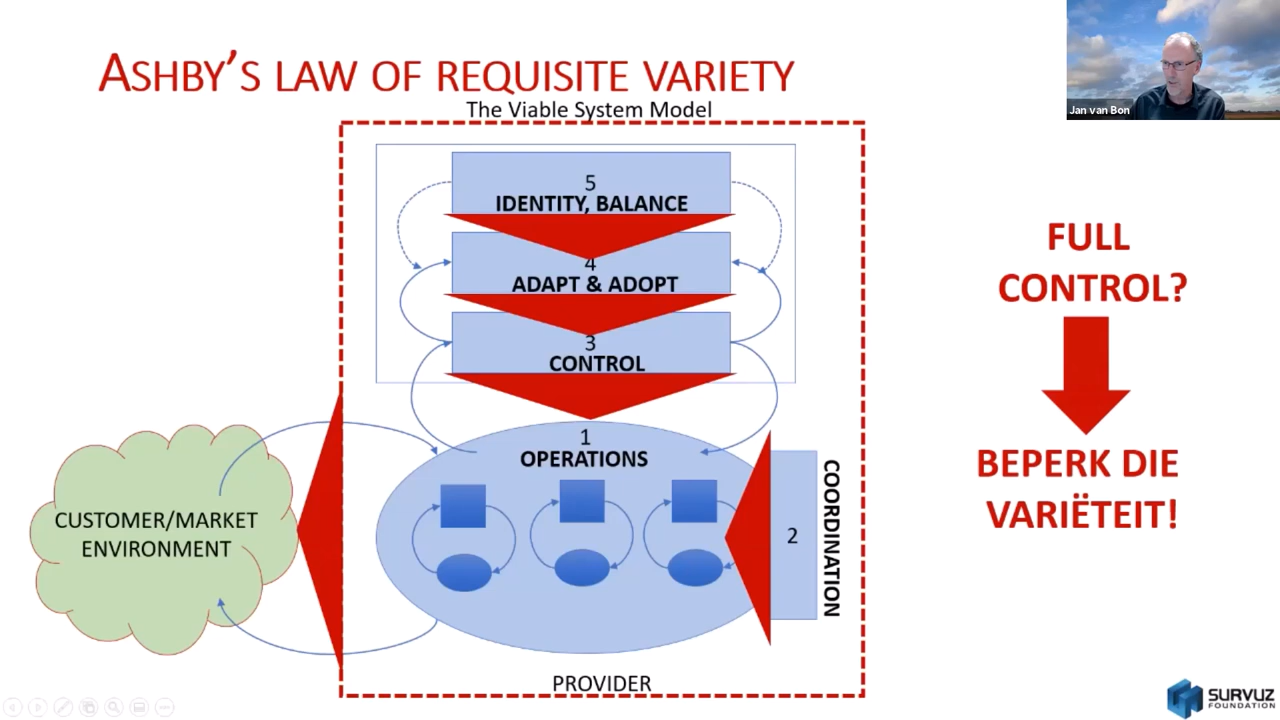 ASHBY'S LAW OF REQUISITE VARIETY
The Viable System Model
Jan van Bon
5
IDENTITY, BALANCE
4
ADAPT & ADOPT
3
CONTROL
1
OPERATIONS
2
COORDINATION
CUSTOMER/MARKET
ENVIRONMENT
PROVIDER
FULL
CONTROL?
BEPERK DIE
VARIËTEIT!
SURVUZ
FOUNDATION